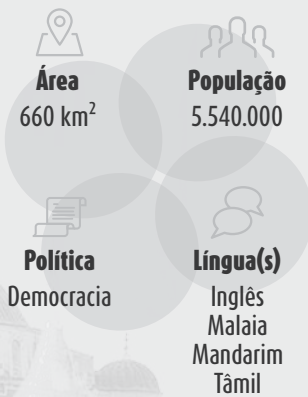 Área
660 km²
População
5.540.000
Política
Democracia
Língua(s)
Inglês
Malaia
Mandarim
Tâmil